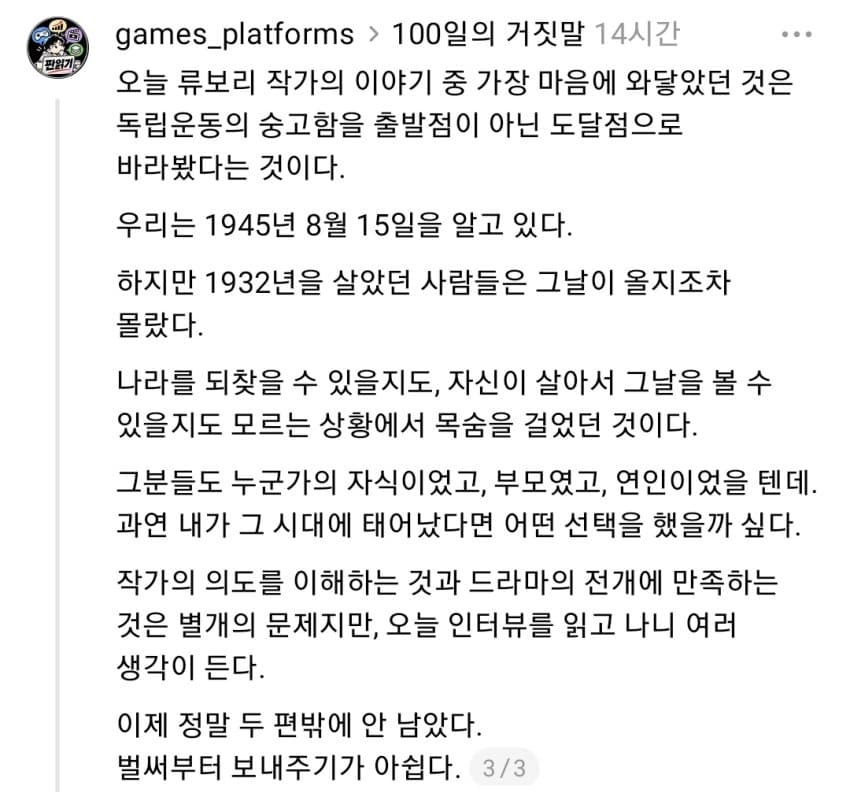 games_platforms > 100일의 거짓말 14시간
오늘 류보리 작가의 이야기 중 가장 마음에 와닿았던 것은
독립운동의 숭고함을 출발점이 아닌 도달점으로
바라봤다는 것이다.
우리는 1945년 8월 15일을 알고 있다.
하지만 1932년을 살았던 사람들은 그날이 올지조차
몰랐다.
나라를 되찾을 수 있을지도, 자신이 살아서 그날을 볼 수
있을지도 모르는 상황에서 목숨을 걸었던 것이다.
그분들도 누군가의 자식이었고, 부모였고, 연인이었을 텐데.
과연 내가 그 시대에 태어났다면 어떤 선택을 했을까 싶다.
작가의 의도를 이해하는 것과 드라마의 전개에 만족하는
것은 별개의 문제지만, 오늘 인터뷰를 읽고 나니 여러
생각이 든다.
이제 정말 두 편밖에 안 남았다.
벌써부터 보내주기가 아쉽다. 3/3
판읽기